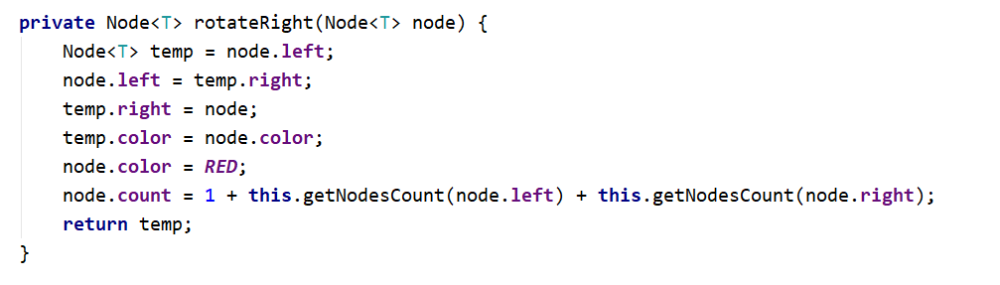 private Node<T> rotateRight(Node<T> node) {
    Node<T> temp = node.left;
    node.left = temp.right;
    temp.right = node;
    temp.color = node.color;
    node.color = RED;
    node.count = 1 + this.getNodesCount(node.left) + this.getNodesCount(node.right);
    return temp;
}